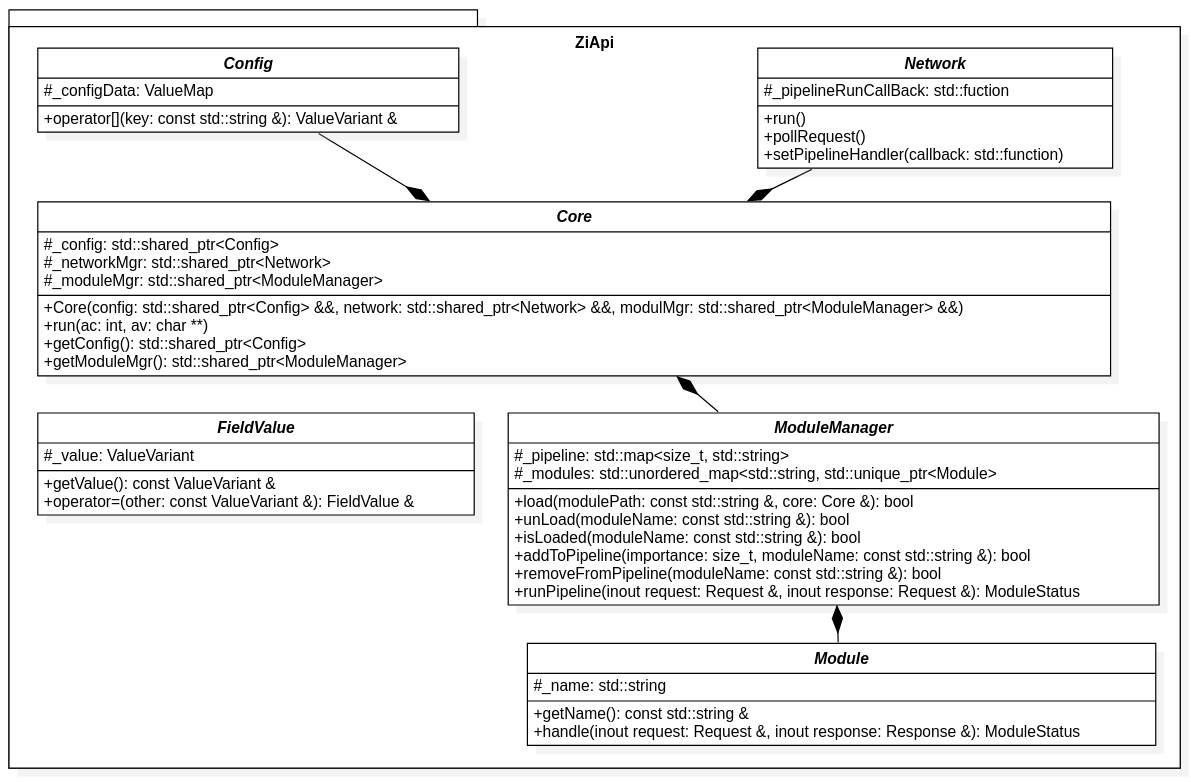 ZiApi
Config
#_configData: ValueMap
+operator[](key: const std::string &): ValueVariant &
Network
#_pipelineRunCallBack: std::fuction
+run()
+pollRequest()
+setPipelineHandler(callback: std::function)
Core
#_config: std::shared_ptr<Config>
#_networkMgr: std::shared_ptr<Network>
#_moduleMgr: std::shared_ptr<ModuleManager>
+Core(config: std::shared_ptr<Config> &&, network: std::shared_ptr<Network> &&, modulMgr: std::shared_ptr<ModuleManager> &&)
+run(ac: int, av: char **)
+getConfig(): std::shared_ptr<Config>
+getModuleMgr(): std::shared_ptr<ModuleManager>
FieldValue
#_value: ValueVariant
+getValue(): const ValueVariant &
+operator=(other: const ValueVariant &): FieldValue &
ModuleManager
#_pipeline: std::map<size_t, std::string>
#_modules: std::unordered_map<std::string, std::unique_ptr<Module>
+load(modulePath: const std::string &, core: Core &): bool
+unLoad(moduleName: const std::string &): bool
+isLoaded(moduleName: const std::string &): bool
+addToPipeline(importance: size_t, moduleName: const std::string &): bool
+removeFromPipeline(moduleName: const std::string &): bool
+runPipeline(inout request: Request &, inout response: Request &): ModuleStatus
Module
#_name: std::string
+getName(): const std::string &
+handle(inout request: Request &, inout response: Response &): ModuleStatus